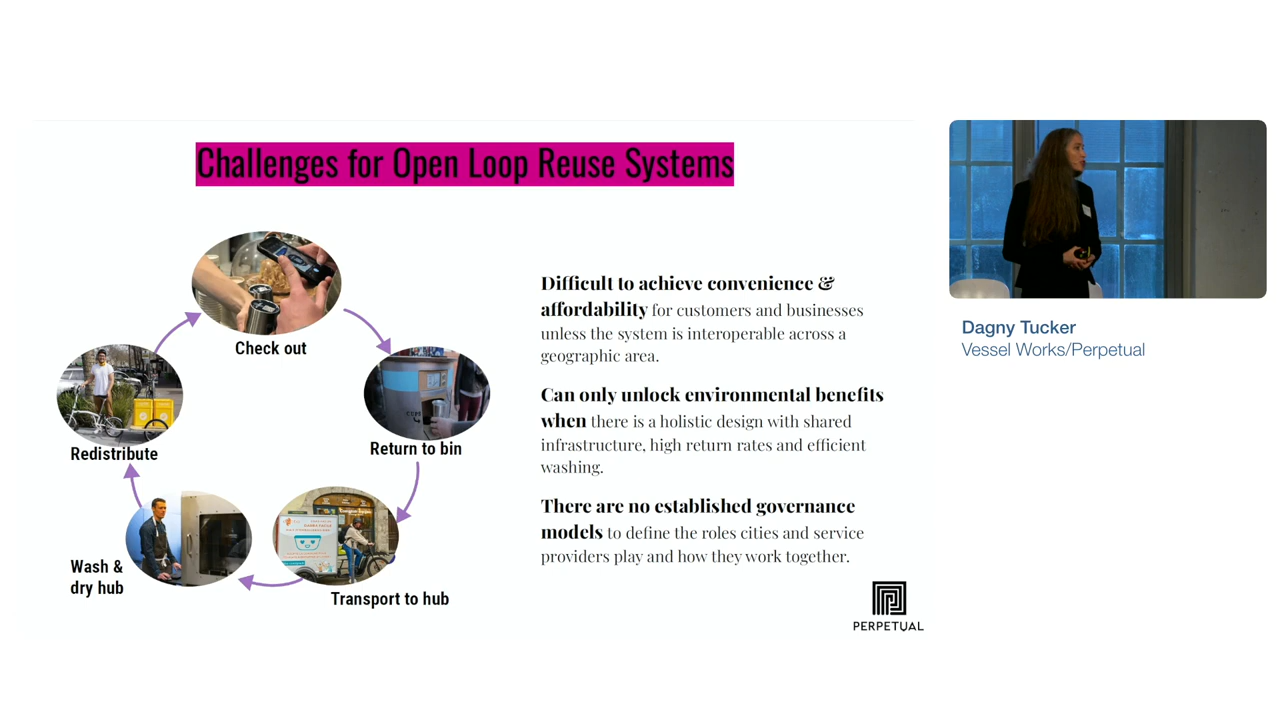 Challenges for Open Loop Reuse Systems
Check out
Return to bin
Transport to hub
Wash &
dry hub
Redistribute
Difficult to achieve convenience &
affordability for customers and businesses
unless the system is interoperable across a
geographic area.
Can only unlock environmental benefits
when there is a holistic design with shared
infrastructure, high return rates and efficient
washing.
There are no established governance
models to define the roles cities and service
providers play and how they work together.
PERPETUAL
Dagny Tucker
Vessel Works/Perpetual